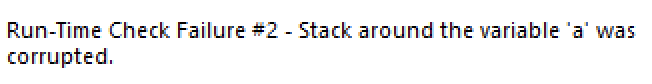 Run-Time Check Failure #2 - Stack around the variable 'a' was
corrupted.